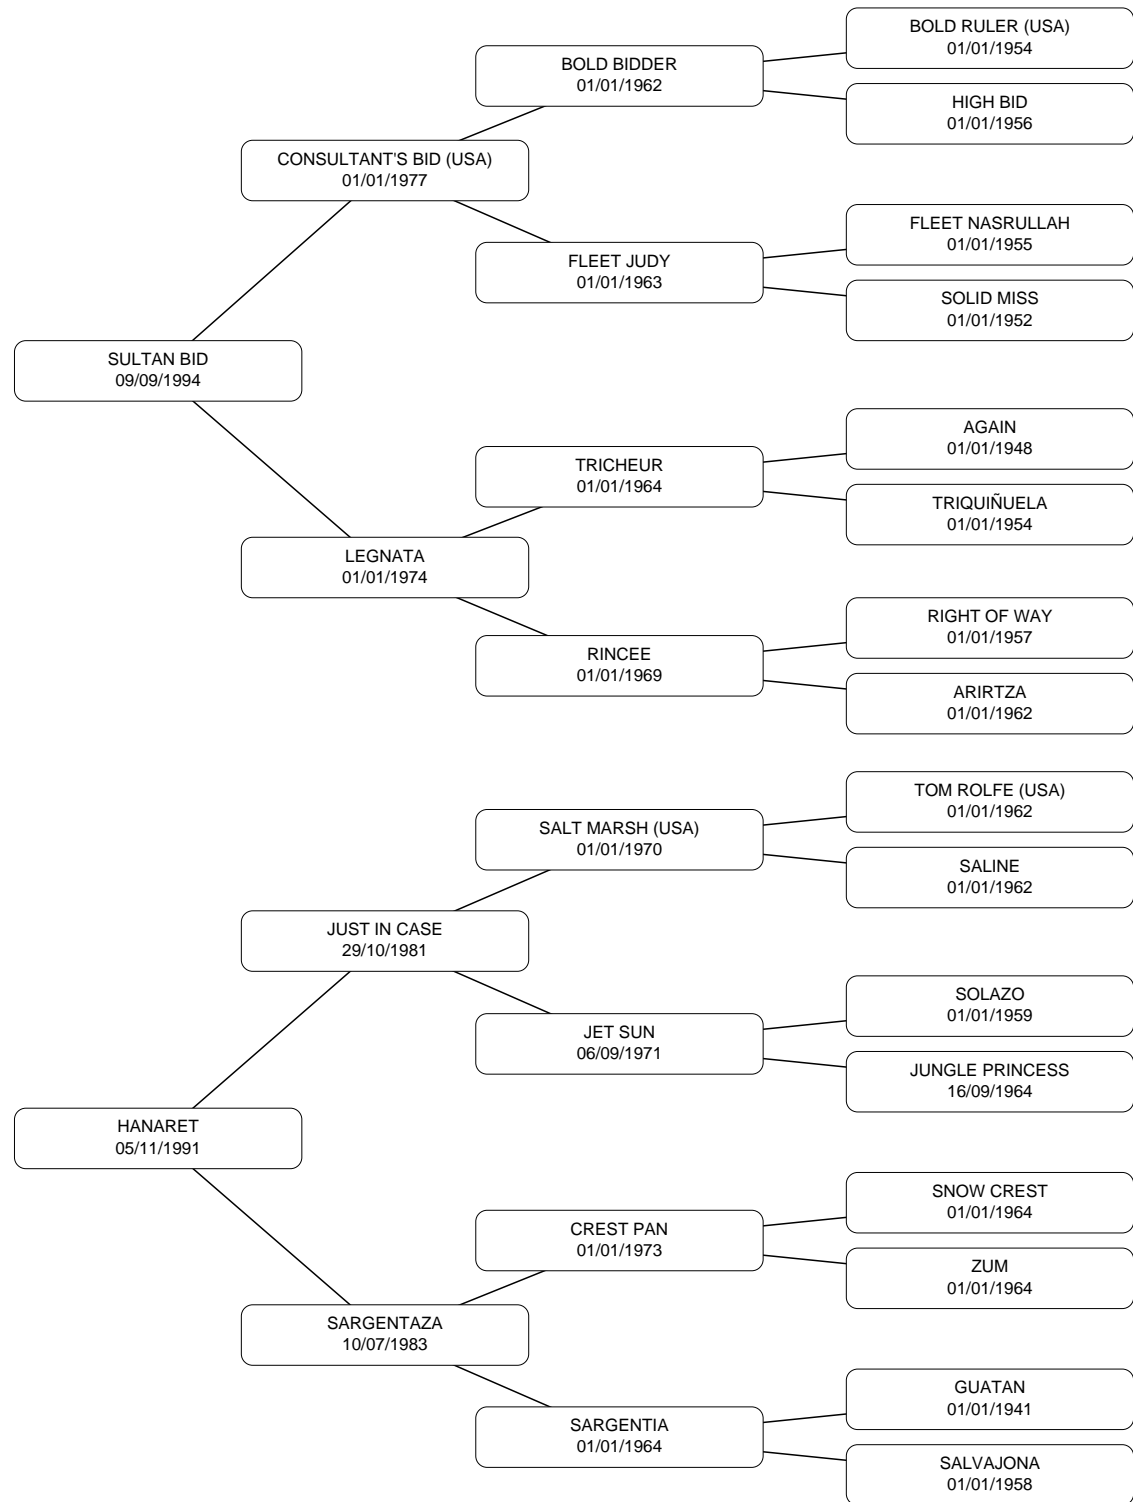 BOLD RULER (USA)
01/01/1954
BOLD BIDDER
01/01/1962
HIGH BID
01/01/1956
CONSULTANT'S BID (USA)
01/01/1977
FLEET NASRULLAH
01/01/1955
FLEET JUDY
01/01/1963
SOLID MISS
01/01/1952
SULTAN BID
09/09/1994
AGAIN
01/01/1948
TRICHEUR
01/01/1964
TRIQUIÑUELA
01/01/1954
LEGNATA
01/01/1974
RIGHT OF WAY
01/01/1957
RINCEE
01/01/1969
ARIRTZA
01/01/1962
TOM ROLFE (USA)
01/01/1962
SALT MARSH (USA)
01/01/1970
SALINE
01/01/1962
JUST IN CASE
29/10/1981
SOLAZO
01/01/1959
JET SUN
06/09/1971
JUNGLE PRINCESS
16/09/1964
HANARET
05/11/1991
SNOW CREST
01/01/1964
CREST PAN
01/01/1973
ZUM
01/01/1964
SARGENTAZA
10/07/1983
GUATAN
01/01/1941
SARGENTIA
01/01/1964
SALVAJONA
01/01/1958